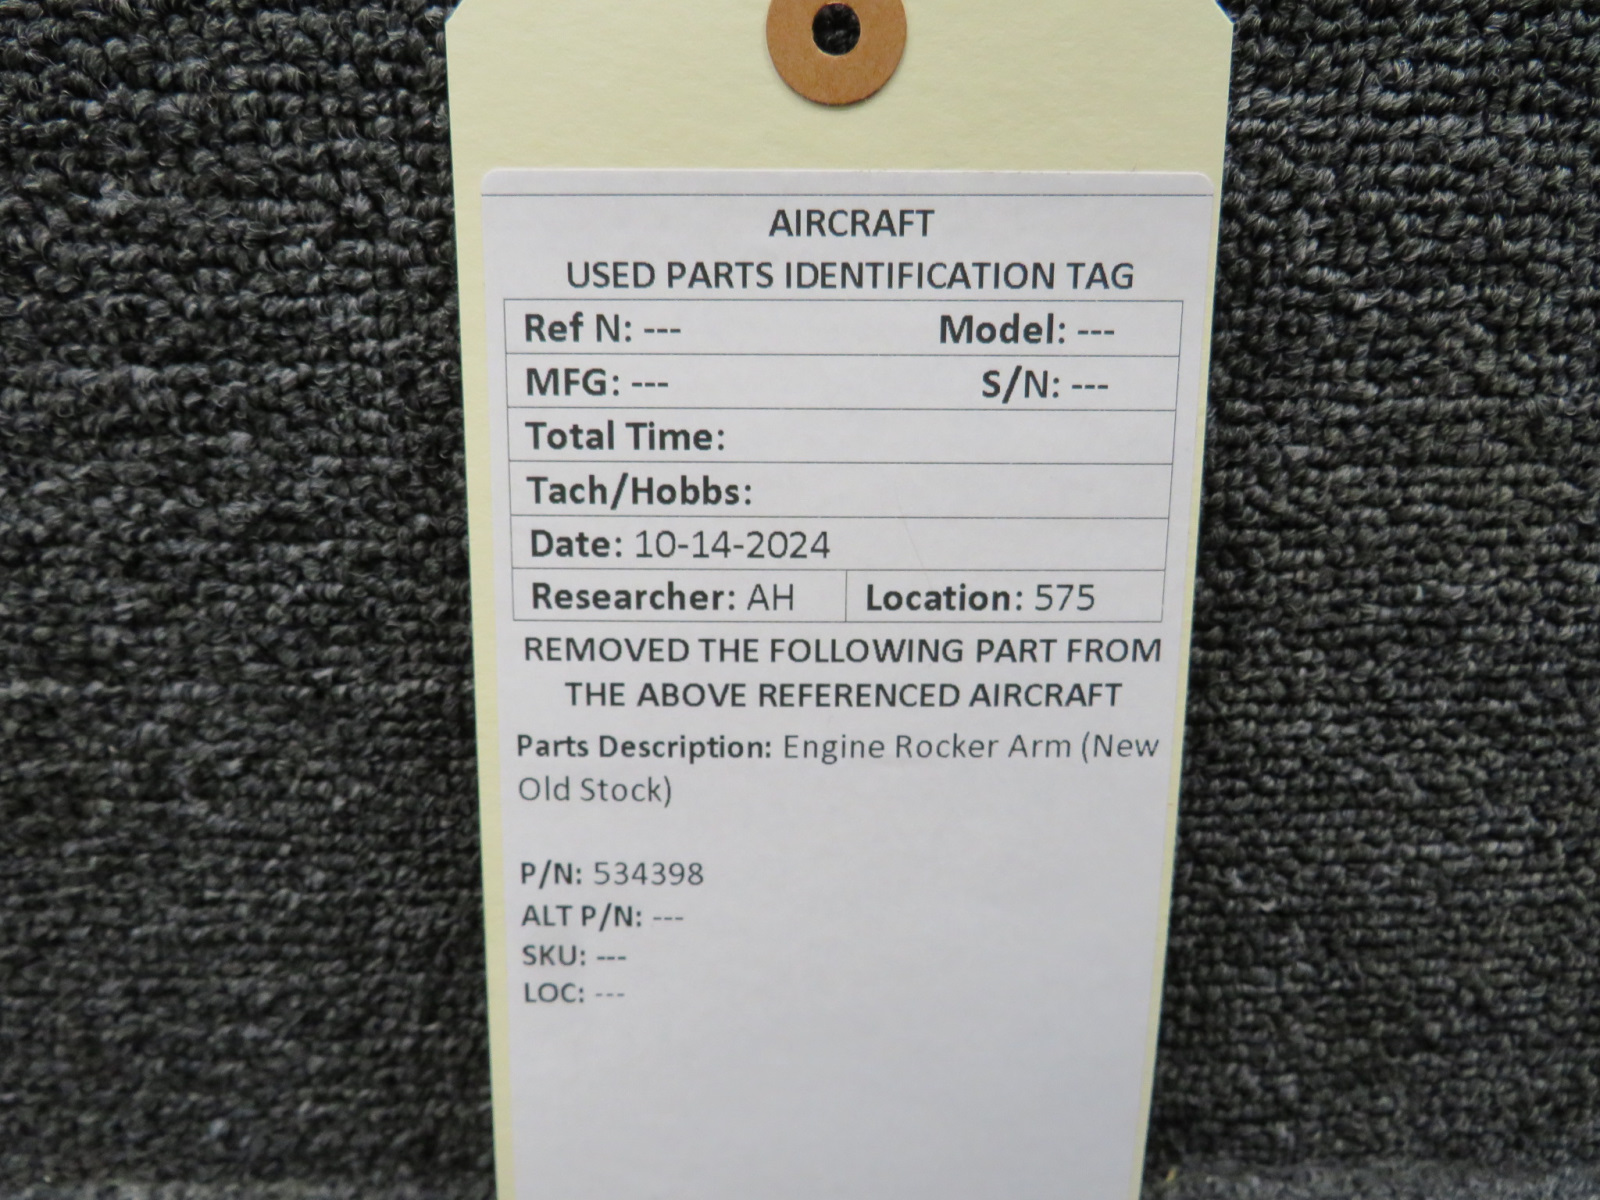 AIRCRAFT
USED PARTS IDENTIFICATION TAG
Ref N: --- Model: ---
MFG: --- S/N: ---
Total Time:
Tach/Hobbs:
Date: 10-14-2024
Researcher: AH Location: 575
REMOVED THE FOLLOWING PART FROM
THE ABOVE REFERENCED AIRCRAFT
Parts Description: Engine Rocker Arm (New
Old Stock)
P/N: 534398
ALT P/N: ---
SKU: ---
LOC: ---